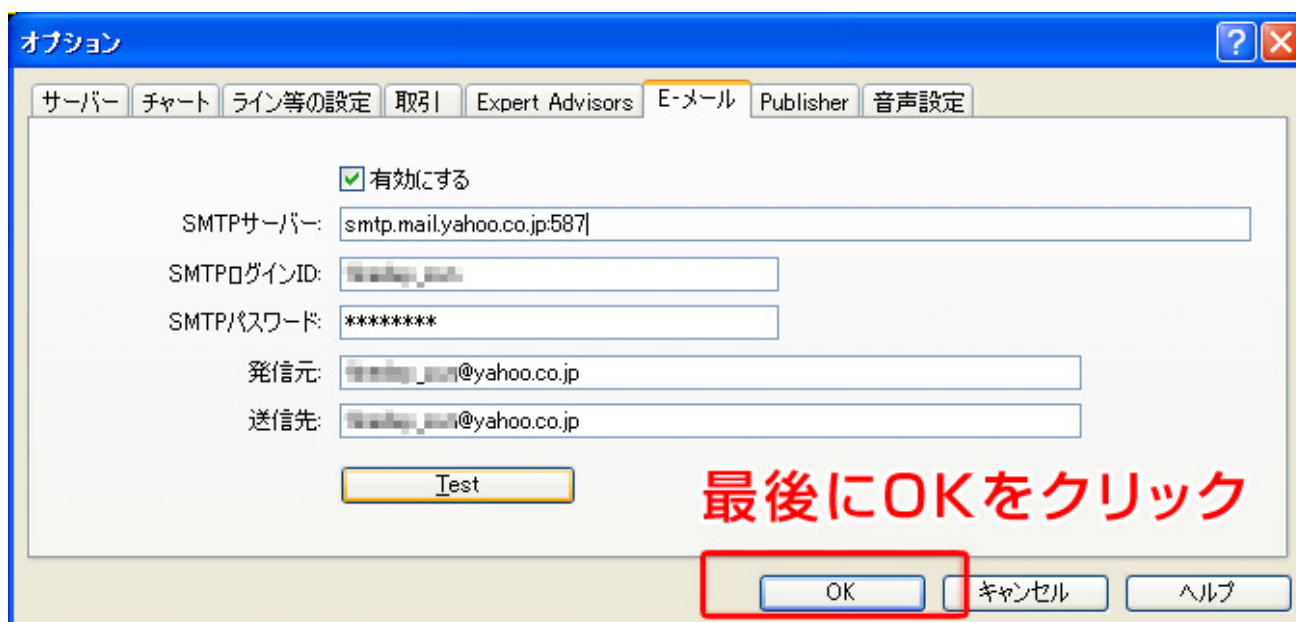 オプション
サーバー チャート ライン等の設定 取引 Expert Advisors E-メール Publisher 音声設定
有効にする
SMTPサーバー: smtp.mail.yahoo.co.jp:587
SMTPログインID:
SMTPパスワード: ********
発信元: @yahoo.co.jp
送信先: @yahoo.co.jp
Test
最後にOKをクリック
OK キャンセル ヘルプ